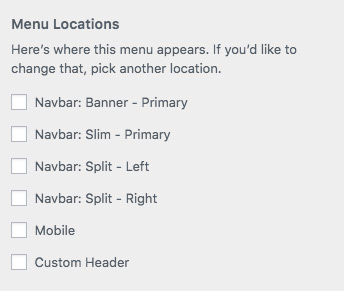 Menu Locations
Here’s where this menu appears. If you’d like to
change that, pick another location.
Navbar: Banner - Primary
Navbar: Slim - Primary
Navbar: Split - Left
Navbar: Split - Right
Mobile
Custom Header